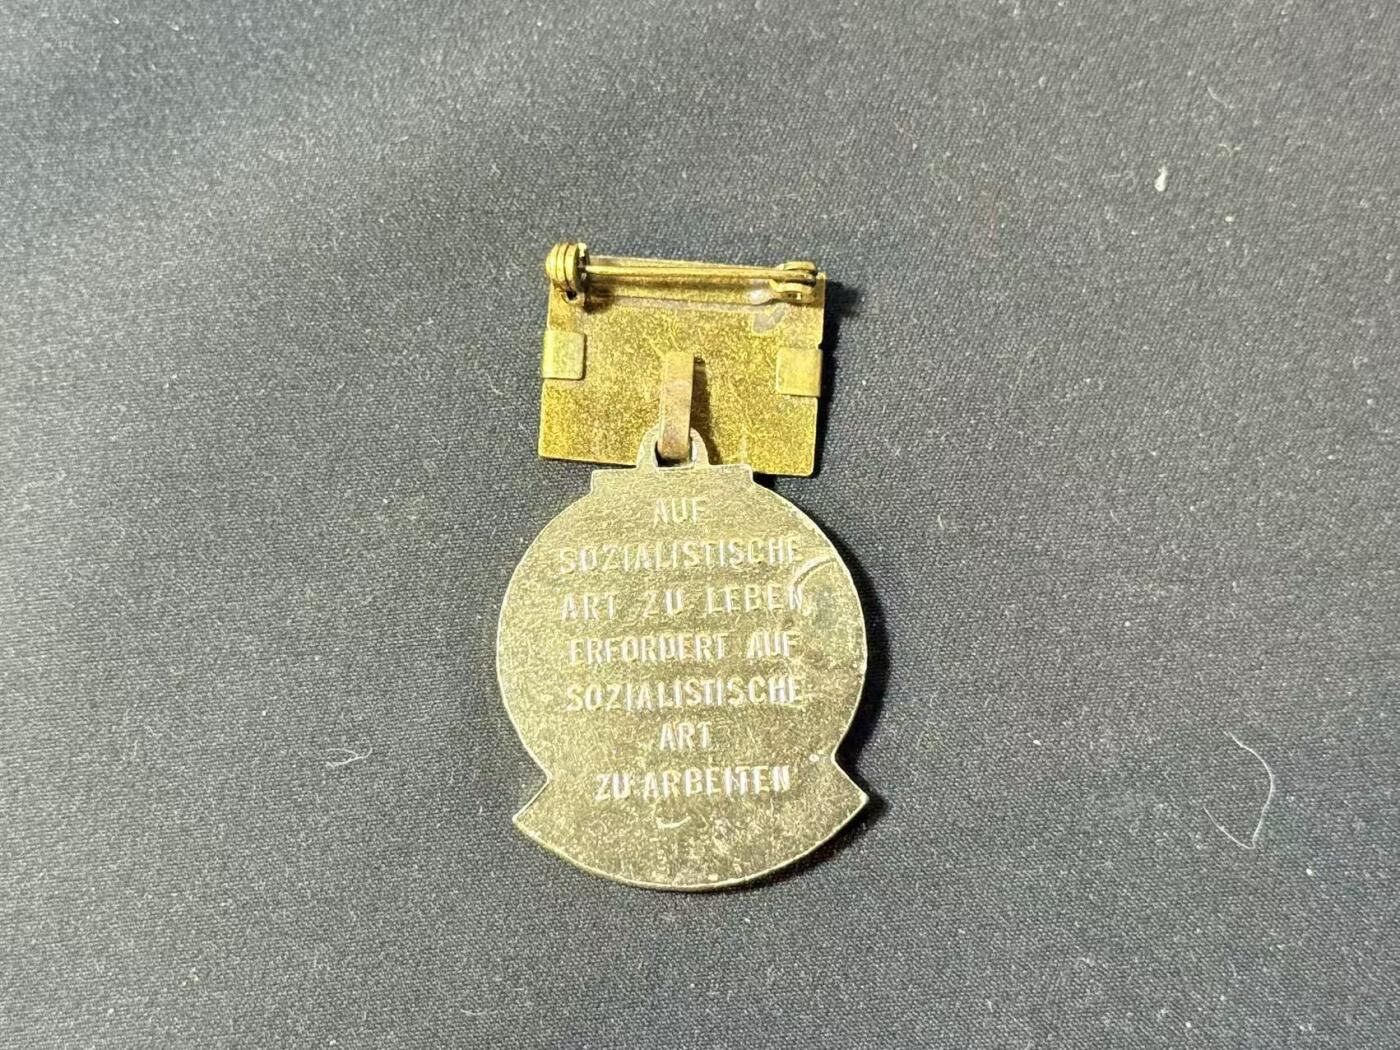 AUF
SOZIALISTISCHE
ART ZU LEBEN,
ERFORDERT AUF
SOZIALISTISCHE
ART
ZU ARBEITEN